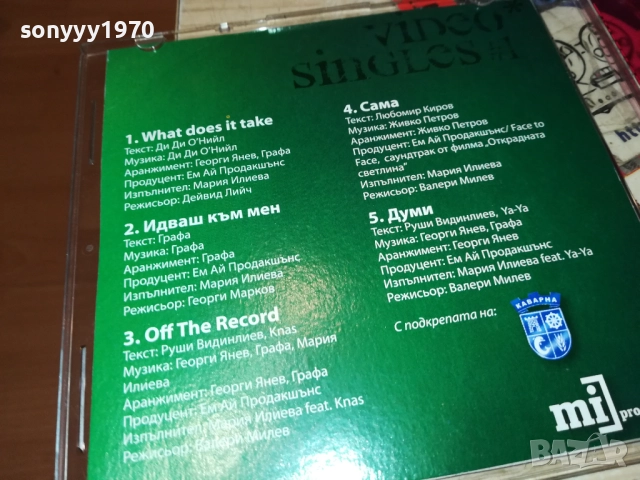 sonyyy1970
video*
singles #1
1. What does it take
Текст: Ди Ди О'Нийл
Музика: Ди Ди О'Нийл
Аранжимент: Георги Янев, Графа
Продуцент: Ем Ай Продакшънс
Изпълнител: Мария Илиева
Режисьор: Дейвид Лийч
2. Идваш към мен
Текст: Графа
Музика: Графа
Аранжимент: Графа
Продуцент: Ем Ай Продакшънс
Изпълнител: Мария Илиева
Режисьор: Георги Марков
3. Off The Record
Текст: Руши Видинлиев, Knas
Музика: Георги Янев, Графа, Мария
Илиева
Аранжимент: Георги Янев, Графа
Продуцент: Ем Ай Продакшънс
Изпълнител: Мария Илиева feat. Knas
Режисьор: Валери Милев
4. Сама
Текст: Любомир Киров
Музика: Живко Петров
Аранжимент: Живко Петров
Продуцент: Ем Ай Продакшънс/ Face to
Face, саундтрак от филма „Открадната
светлина"
Изпълнител: Мария Илиева
Режисьор: Валери Милев
5. Думи
Текст: Руши Видинлиев, Ya-Ya
Музика: Георги Янев, Графа
Аранжимент: Георги Янев
Продуцент: Ем Ай Продакшънс
Изпълнител: Мария Илиева feat. Ya-Ya
Режисьор: Валери Милев
С подкрепата на:
КАВАРНА
mi pro
BAZAR